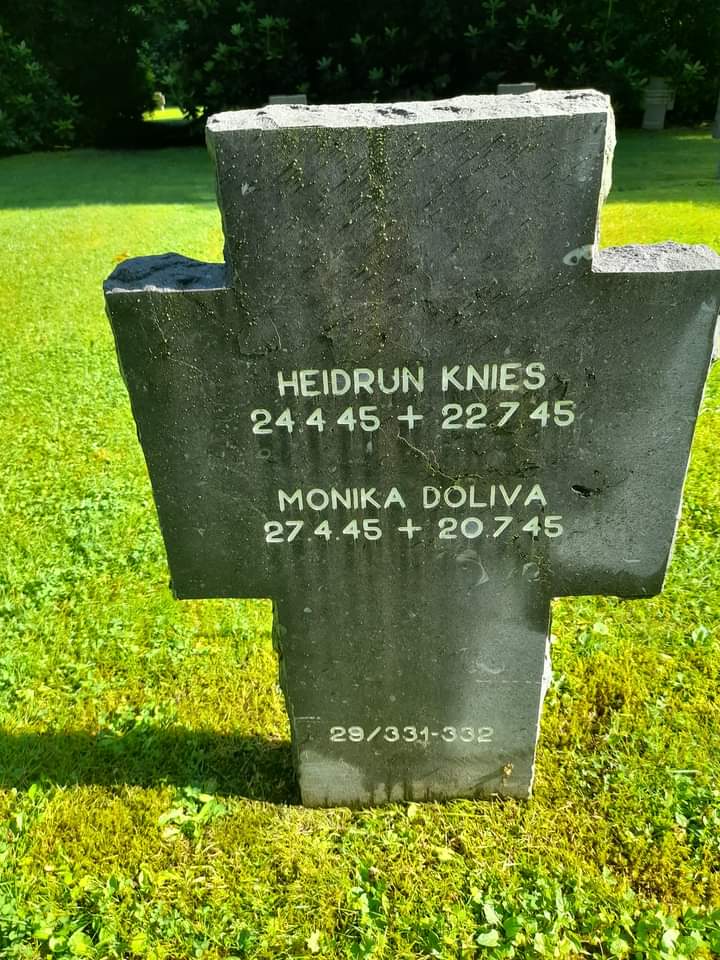 HEIDRUN KNIES
24.4.45 + 22.7.45
MONIKA DOLIVA
27.4.45 + 20.7.45
29/331-332